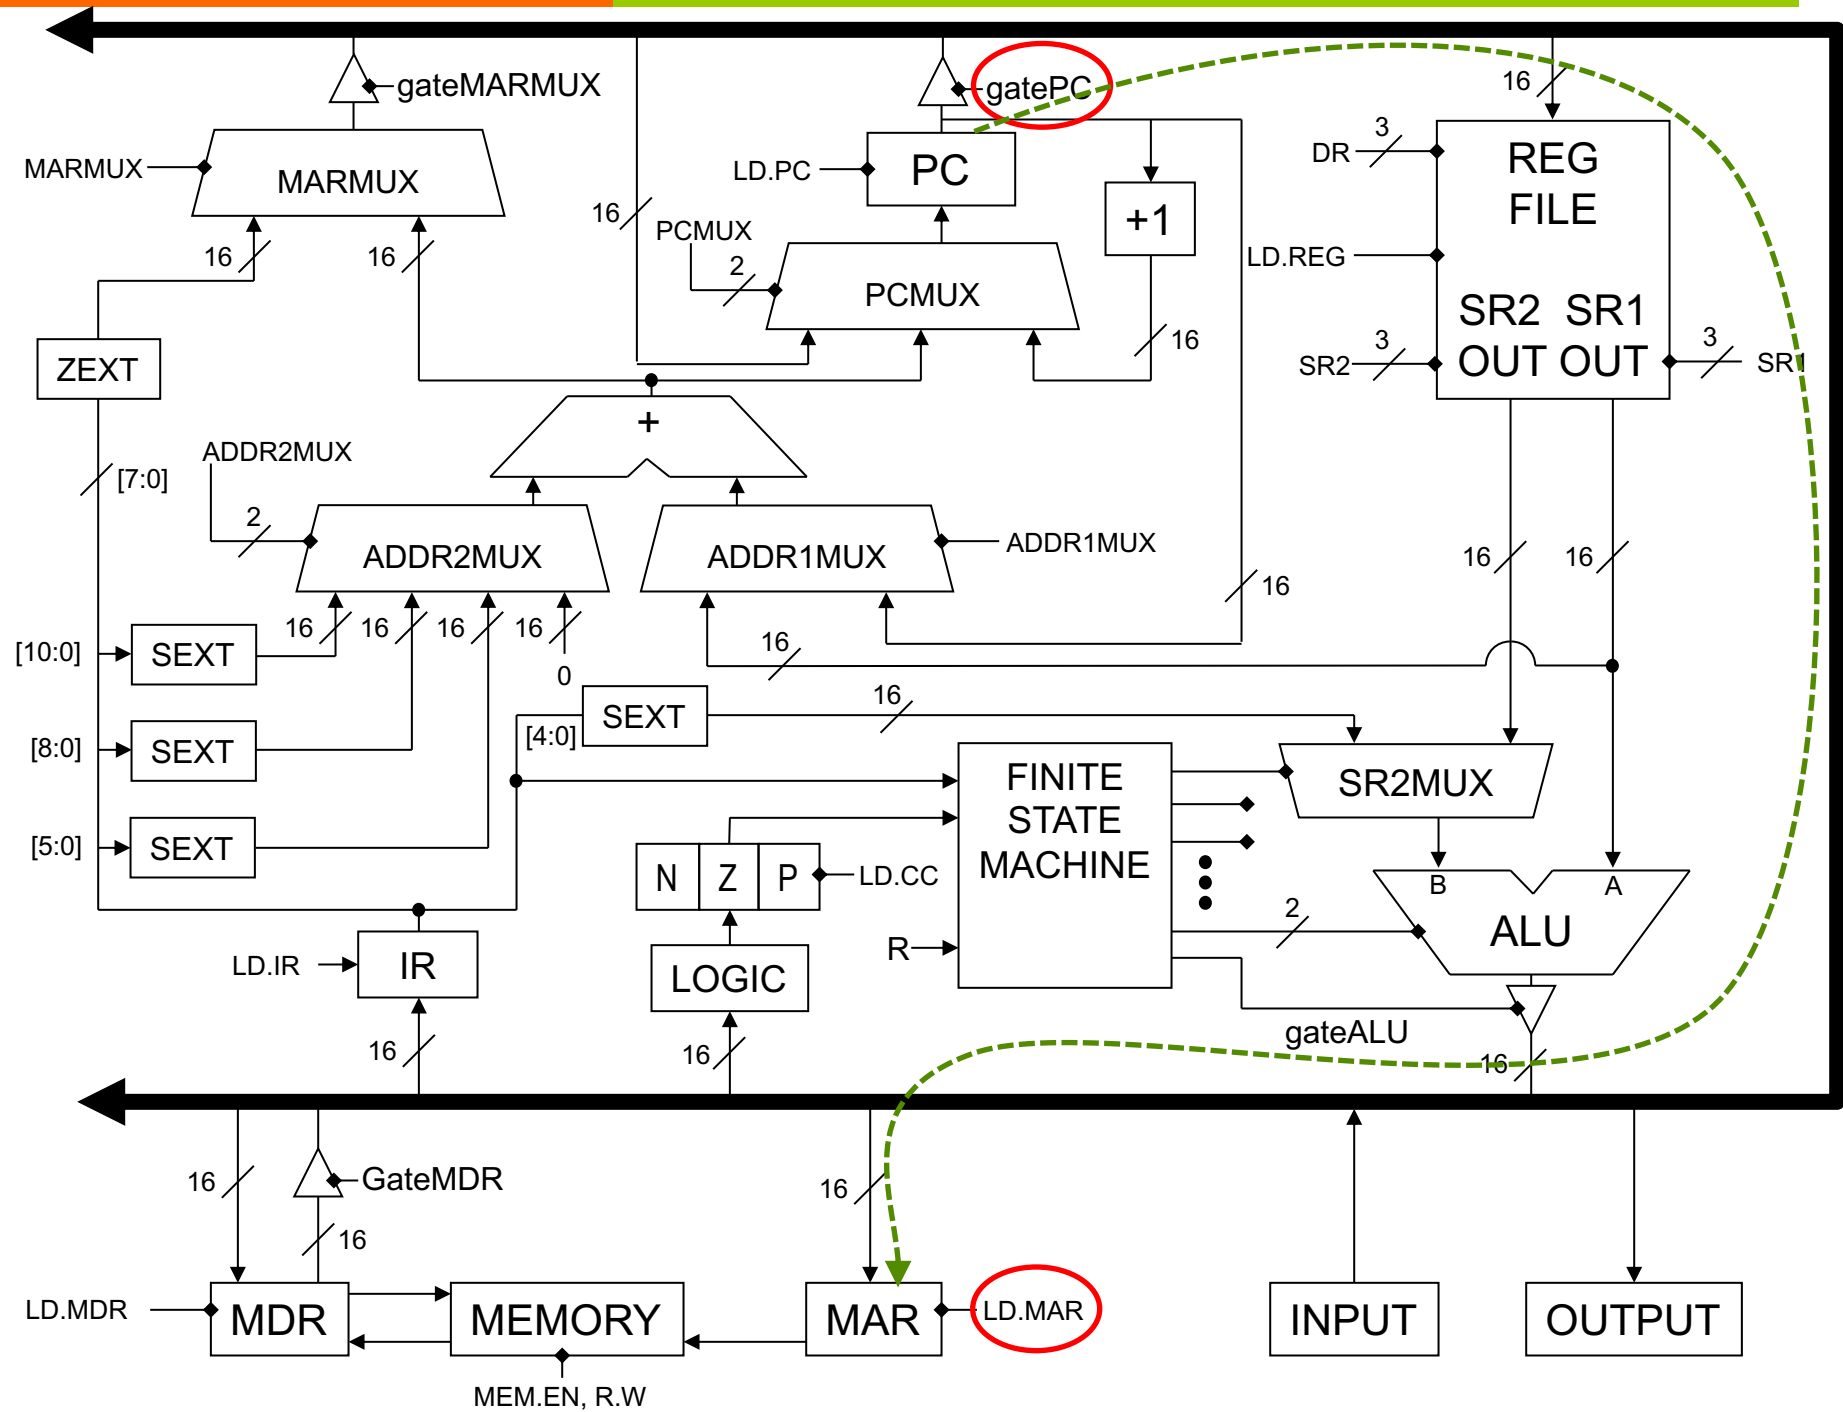 gateMARMUX
gatePC
16
MARMUX
MARMUX
LD.PC
PC
DR
3
REG
FILE
16
+1
PCMUX
2
PCMUX
LD.REG
16
16
16
ZEXT
SR2
OUT
SR1
OUT
SR2
3
3
SR1
+
ADDR2MUX
[7:0]
2
ADDR2MUX
ADDR1MUX
ADDR1MUX
16
16
16
16
16
16
16
16
0
[10:0]
SEXT
16
[4:0]
SEXT
16
[8:0]
SEXT
FINITE
STATE
MACHINE
SR2MUX
[5:0]
SEXT
N
Z
P
LD.CC
B
A
ALU
2
R
LD.IR
IR
LOGIC
gateALU
16
16
16
16
GateMDR
16
16
LD.MDR
MDR
MEMORY
MAR
LD.MAR
INPUT
OUTPUT
MEM.EN, R.W